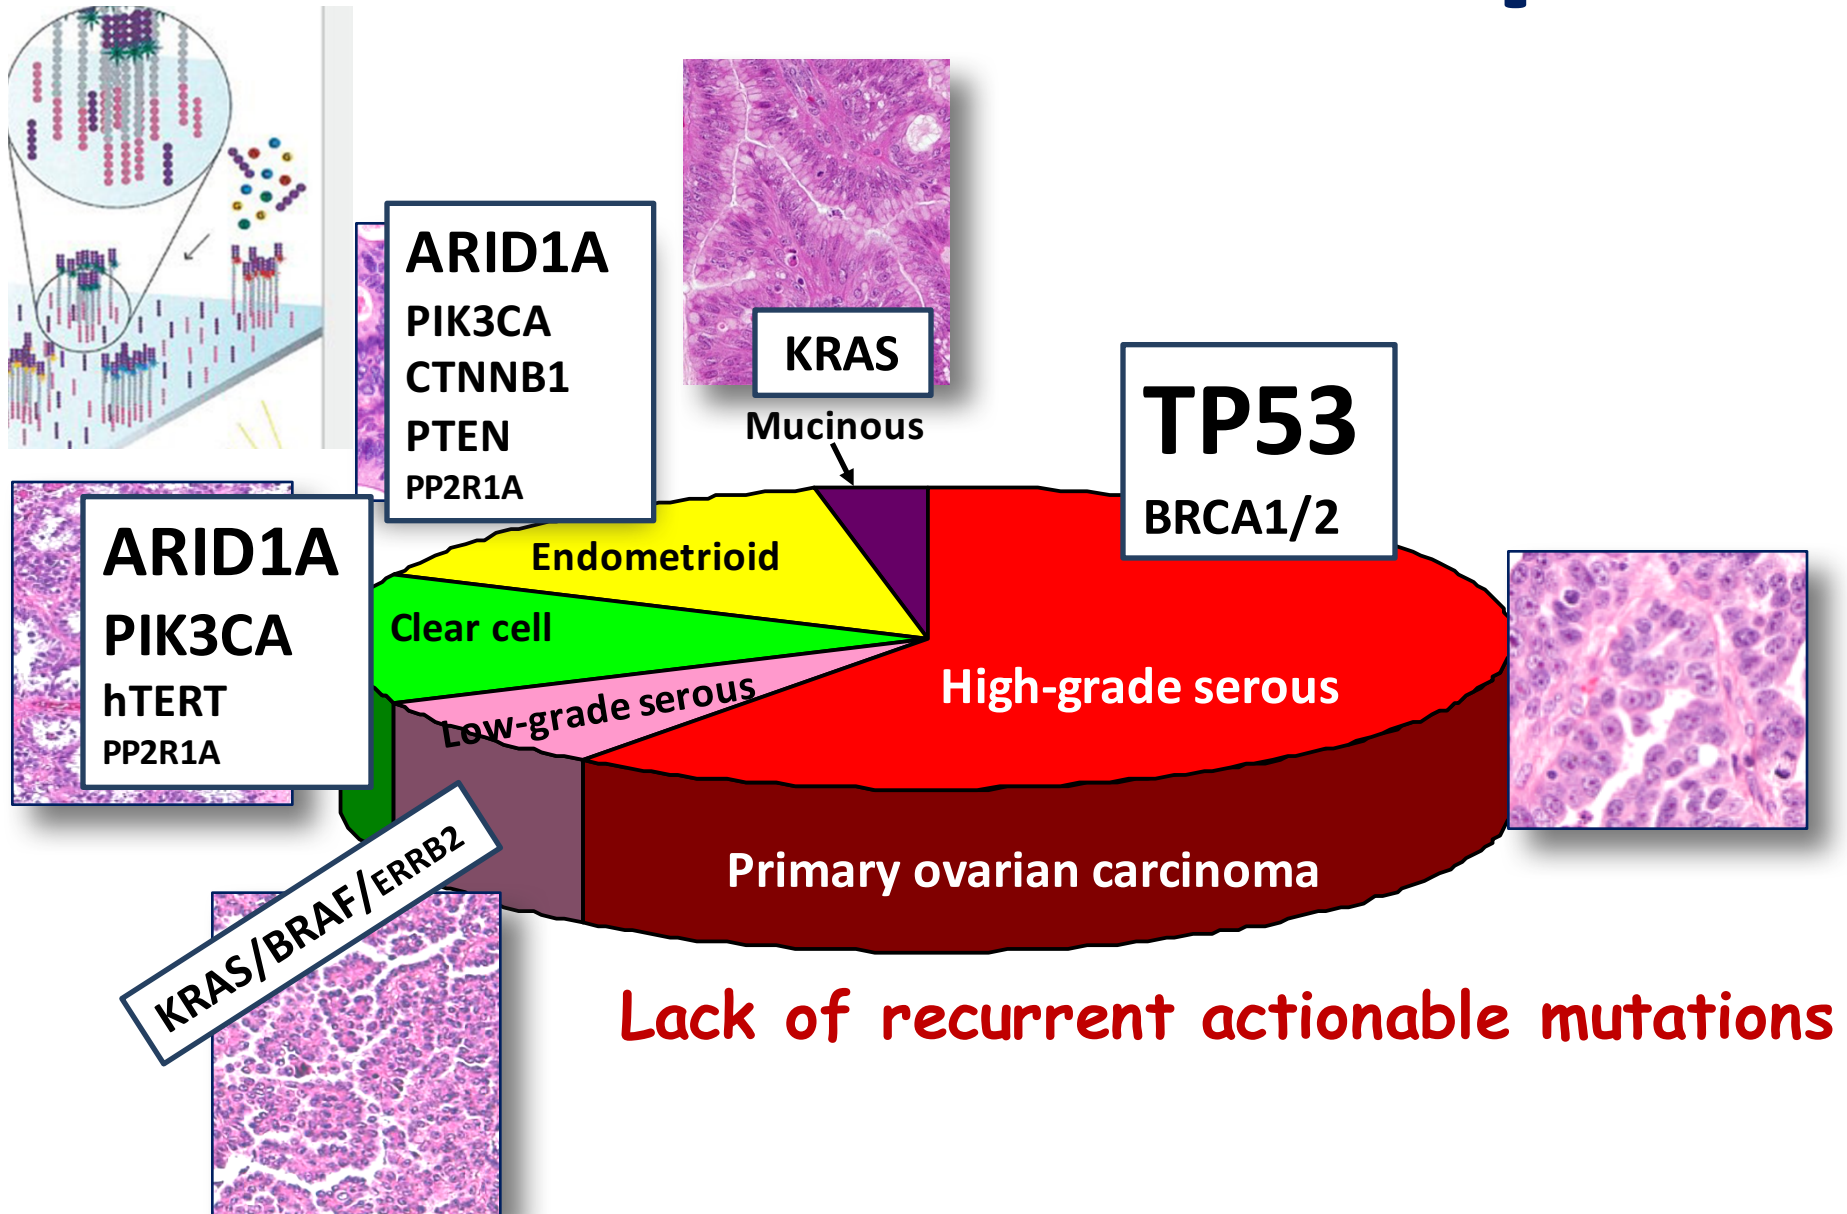 ARID1A
PIK3CA
CTNNB1
PTEN
PP2R1A
KRAS
Mucinous
TP53
BRCA1/2
ARID1A
PIK3CA
hTERT
PP2R1A
Endometrioid
Clear cell
Low-grade serous
High-grade serous
Primary ovarian carcinoma
KRAS/BRAF/ERRB2
Lack of recurrent actionable mutations